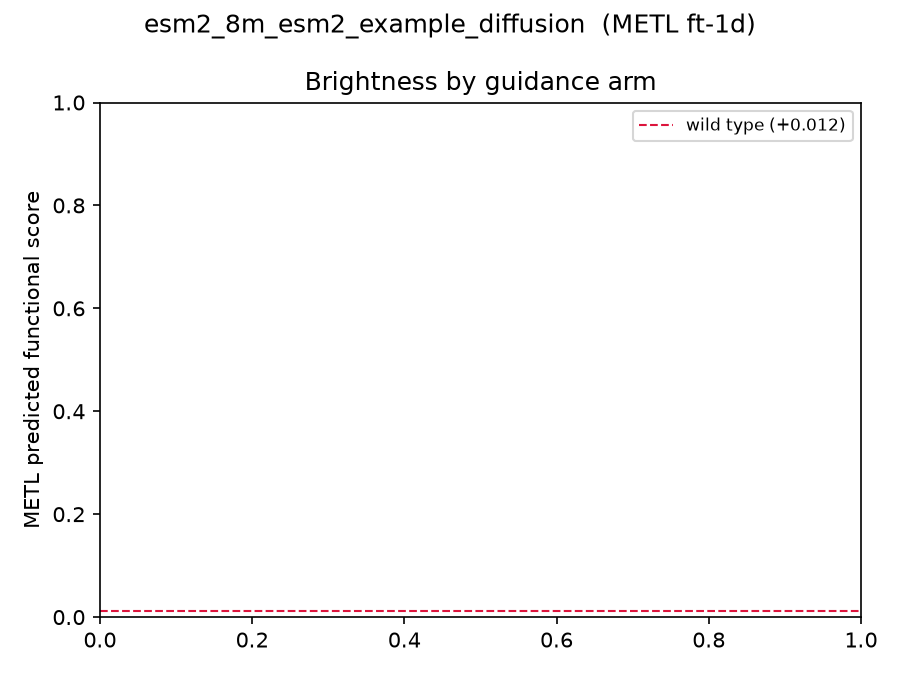 esm2_8m_esm2_example_diffusion (METL ft-1d)
Brightness by guidance arm
wild type (+0.012)
METL predicted functional score
1.0
0.8
0.6
0.4
0.2
0.0
0.0 0.2 0.4 0.6 0.8 1.0